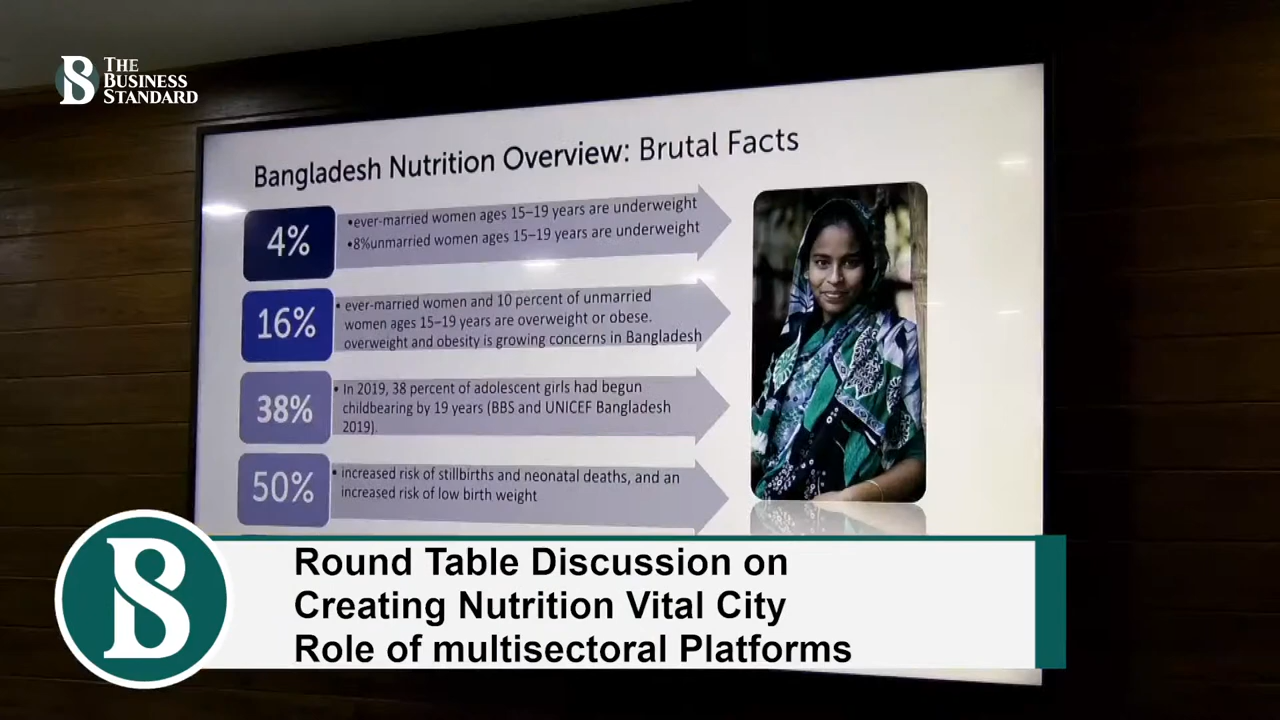 THE
BUSINESS
STANDARD
Bangladesh Nutrition Overview: Brutal Facts
4%
•ever-married women ages 15–19 years are underweight
•8%unmarried women ages 15–19 years are underweight
16%
• ever-married women and 10 percent of unmarried
women ages 15–19 years are overweight or obese.
overweight and obesity is growing concerns in Bangladesh
38%
• In 2019, 38 percent of adolescent girls had begun
childbearing by 19 years (BBS and UNICEF Bangladesh
2019).
50%
• increased risk of stillbirths and neonatal deaths, and an
increased risk of low birth weight
Round Table Discussion on
Creating Nutrition Vital City
Role of multisectoral Platforms